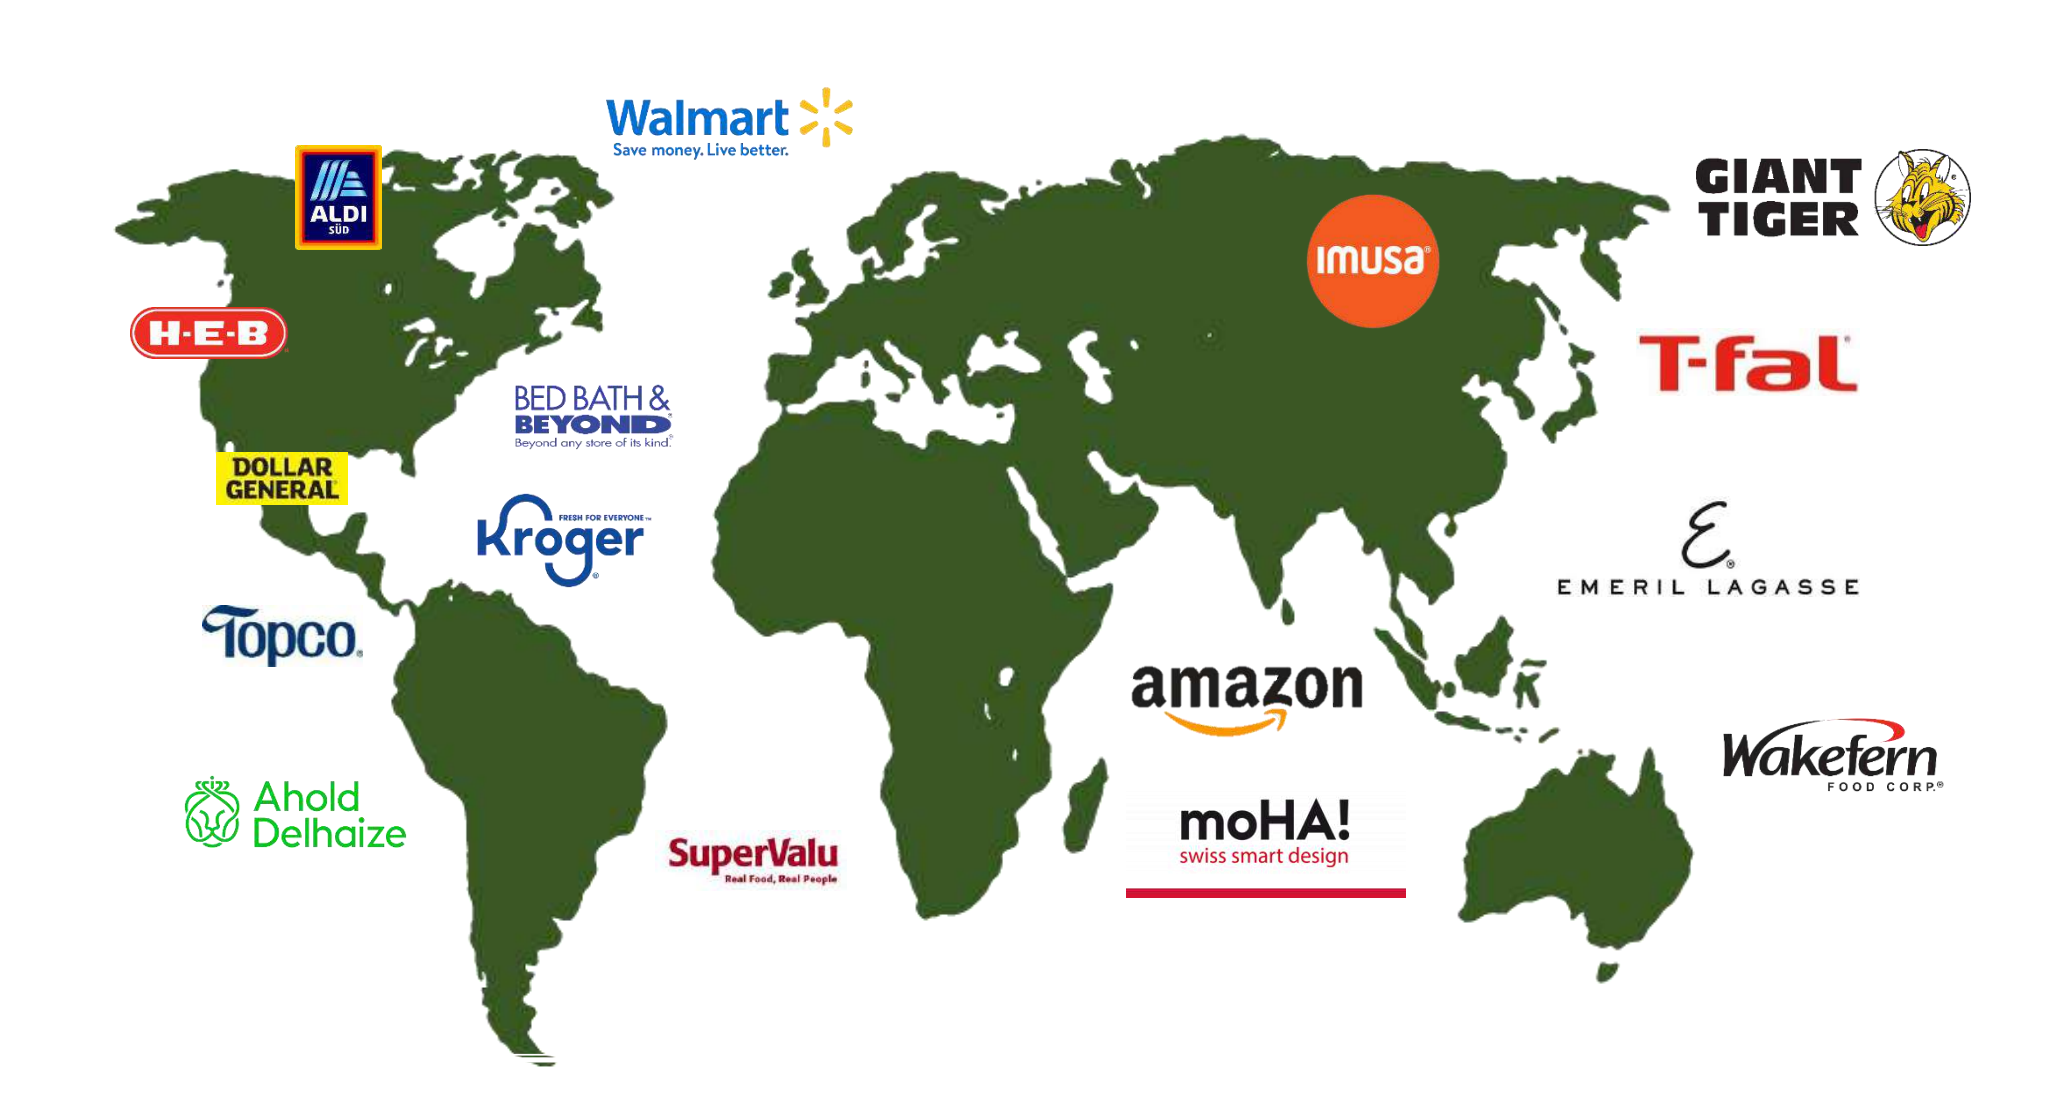 Walmart
Save money. Live better.
ALDI
SÜD
GIANT
TIGER
®
imusa®
H-E-B
T-fal®
BED BATH &
BEYOND®
Beyond any store of its kind.®
DOLLAR
GENERAL
Kroger
FRESH FOR EVERYONE™
®
E®
EMERIL LAGASSE
Topco®
amazon
Wakefern
FOOD CORP.®
Ahold
Delhaize
moHA!
swiss smart design
SuperValu
Real Food, Real People